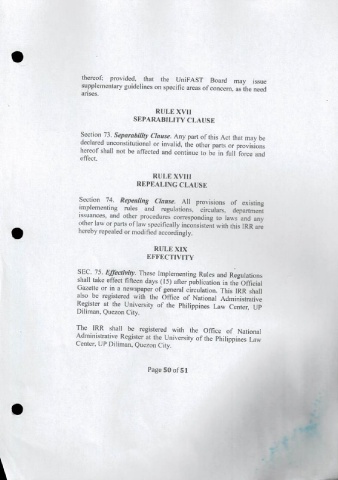 thereof; provided, that the UniFAST Board may issue
supplementary guidelines on specific areas of concern, as the need
arises.
RULE XVII
SEPARABILITY CLAUSE
Section 73. Separability Clause. Any part of this Act that may be
declared unconstitutional or invalid, the other parts or provisions
hereof shall not be affected and continue to be in full force and
effect.
RULE XVIII
REPEALING CLAUSE
Section 74. Repealing Clause. All provisions of existing
implementing rules and regulations, circulars, department
issuances, and other procedures corresponding to laws and any
other law or parts of law specifically inconsistent with this IRR are
hereby repealed or modified accordingly.
RULE XIX
EFFECTIVITY
SEC. 75. Effectivity. These Implementing Rules and Regulations
shall take effect fifteen days (15) after publication in the Official
Gazette or in a newspaper of general circulation. This IRR shall
also be registered with the Office of National Administrative
Register at the University of the Philippines Law Center, UP
Diliman, Quezon City.
The IRR shall be registered with the Office of National
Administrative Register at the University of the Philippines Law
Center, UP Diliman, Quezon City.
Page 50 of 51